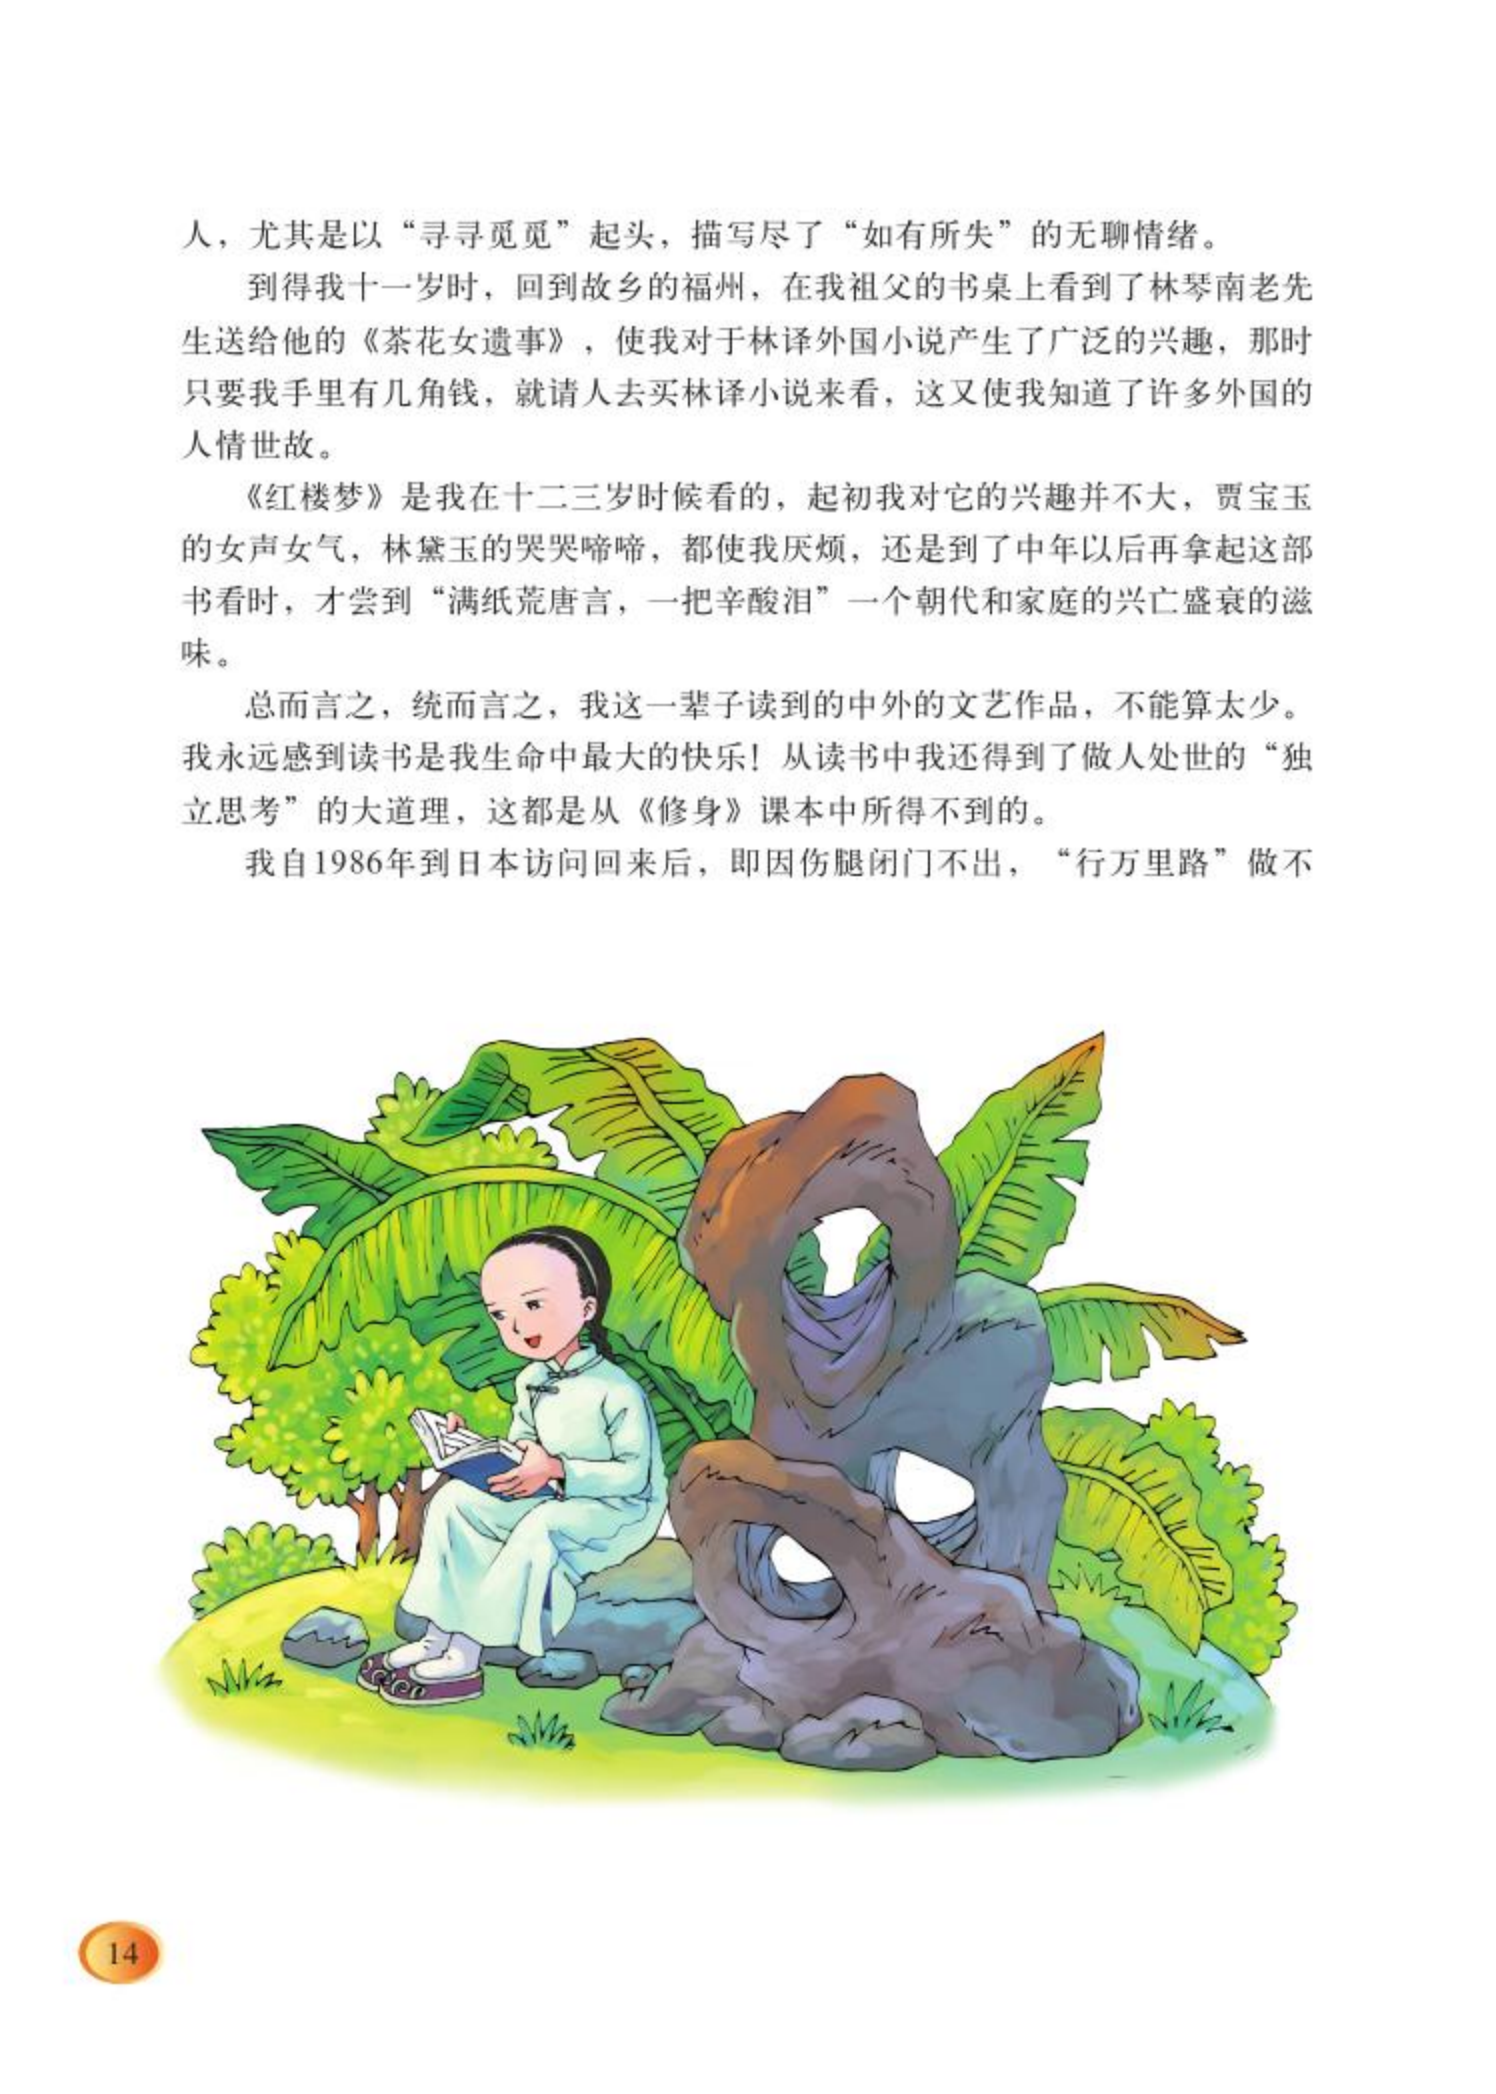 人，尤其是以“寻寻觅觅”起头，描写尽了“如有所失”的无聊情绪。
到得我十一岁时，回到故乡的福州，在我祖父的书桌上看到了林琴南老先
生送给他的《茶花女遗事》，使我对于林译外国小说产生了广泛的兴趣，那时
只要我手里有几角钱，就请人去买林译小说来看，这又使我知道了许多外国的
人情世故。
《红楼梦》是我在十二三岁时候看的，起初我对它的兴趣并不大，贾宝玉
的女声女气，林黛玉的哭哭啼啼，都使我厌烦，还是到了中年以后再拿起这部
书看时，才尝到“满纸荒唐言，一把辛酸泪”一个朝代和家庭的兴亡盛衰的滋
味。
总而言之，统而言之，我这一辈子读到的中外的文艺作品，不能算太少。
我永远感到读书是我生命中最大的快乐！从读书中我还得到了做人处世的“独
立思考”的大道理，这都是从《修身》课本中所得不到的。
我自1986年到日本访问回来后，即因伤腿闭门不出，“行万里路”做不
14